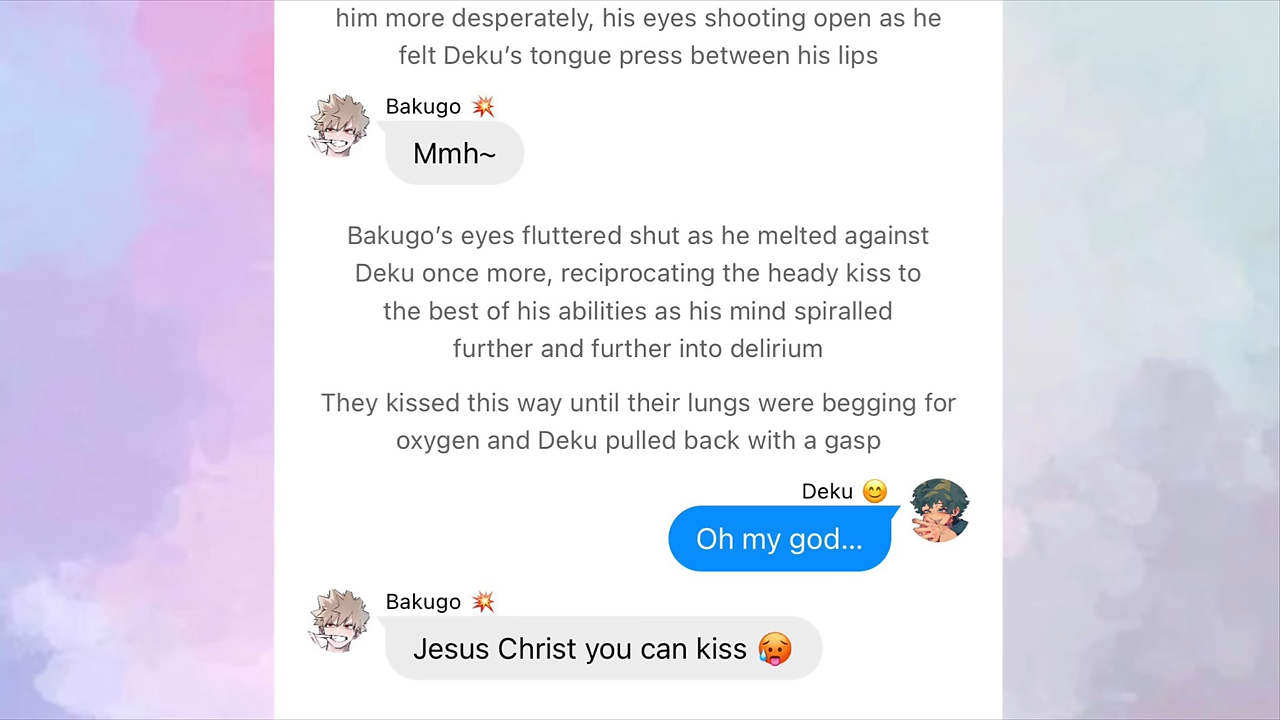 him more desperately, his eyes shooting open as he
felt Deku’s tongue press between his lips
Bakugo 💥
Mmh~
Bakugo’s eyes fluttered shut as he melted against
Deku once more, reciprocating the heady kiss to
the best of his abilities as his mind spiralled
further and further into delirium
They kissed this way until their lungs were begging for
oxygen and Deku pulled back with a gasp
Deku 😊
Oh my god...
Bakugo 💥
Jesus Christ you can kiss 🥵